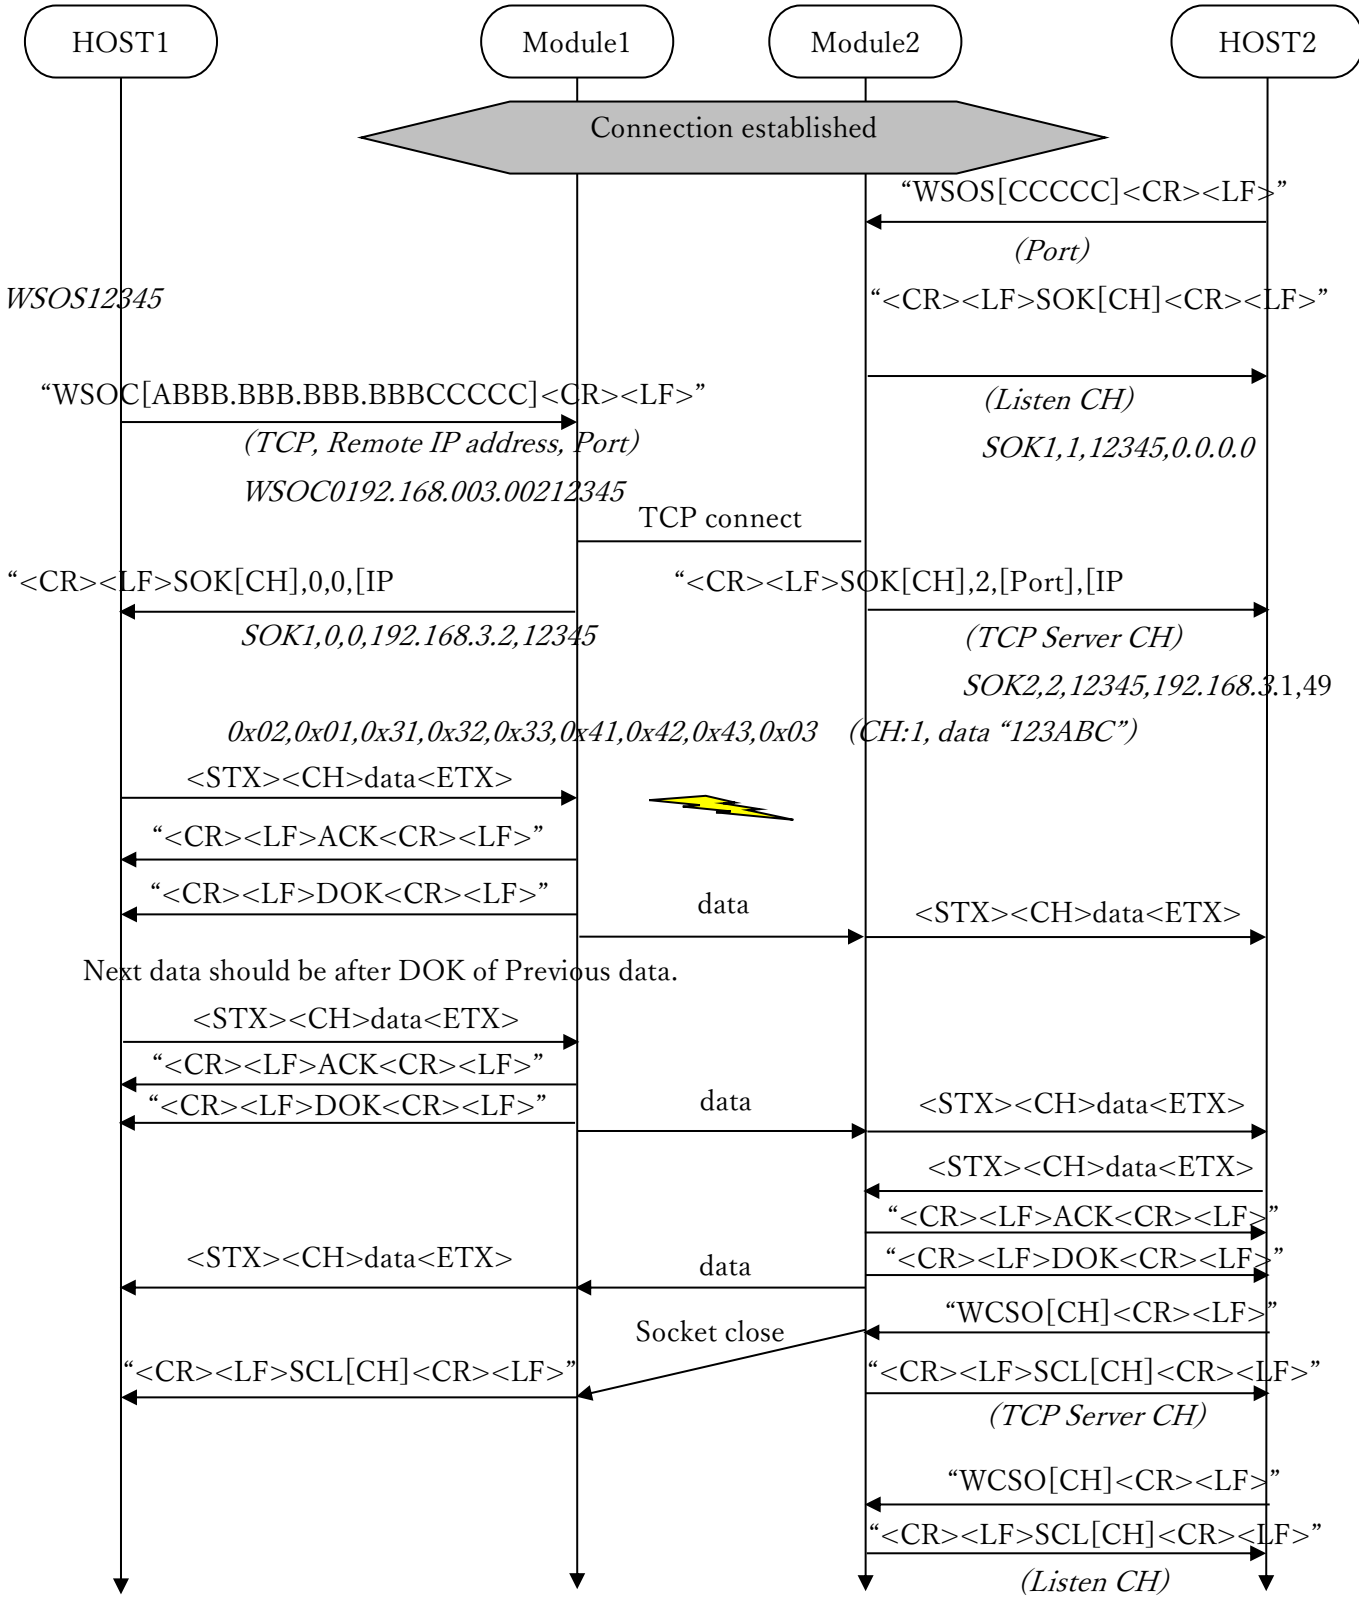 HOST1 Module1 Module2 HOST2
Connection established
“WSOS[CCCCC]<CR><LF>”
(Port)
WSOS12345
“<CR><LF>SOK[CH]<CR><LF>”
“WSOC[ABBB.BBB.BBB.BBBCCCCC]<CR><LF>”
(Listen CH)
(TCP, Remote IP address, Port)
SOK1,1,12345,0.0.0.0
WSOC0192.168.003.00212345
TCP connect
“<CR><LF>SOK[CH],0,0,[IP
“<CR><LF>SOK[CH],2,[Port],[IP
SOK1,0,0,192.168.3.2,12345
(TCP Server CH)
SOK2,2,12345,192.168.3.1,49
0x02,0x01,0x31,0x32,0x33,0x41,0x42,0x43,0x03 (CH:1, data “123ABC”)
<STX><CH>data<ETX>
“<CR><LF>ACK<CR><LF>”
“<CR><LF>DOK<CR><LF>”
data
<STX><CH>data<ETX>
Next data should be after DOK of Previous data.
<STX><CH>data<ETX>
“<CR><LF>ACK<CR><LF>”
“<CR><LF>DOK<CR><LF>”
data
<STX><CH>data<ETX>
<STX><CH>data<ETX>
“<CR><LF>ACK<CR><LF>”
<STX><CH>data<ETX>
data
“<CR><LF>DOK<CR><LF>”
“WCSO[CH]<CR><LF>”
Socket close
“<CR><LF>SCL[CH]<CR><LF>”
“<CR><LF>SCL[CH]<CR><LF>”
(TCP Server CH)
“WCSO[CH]<CR><LF>”
“<CR><LF>SCL[CH]<CR><LF>”
(Listen CH)